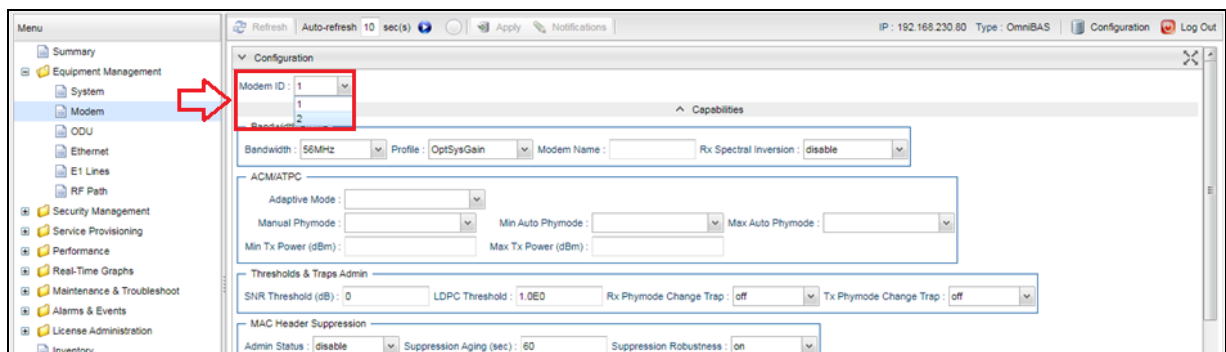 Menu
Refresh Auto-refresh 10 sec(s) Apply Notifications IP : 192.168.230.80 Type : OmniBAS Configuration Log Out
Summary
Equipment Management
System
Modem
ODU
Ethernet
E1 Lines
RF Path
Security Management
Service Provisioning
Performance
Real-Time Graphs
Maintenance & Troubleshoot
Alarms & Events
License Administration
Inventory
Configuration
Modem ID : 1
1
2
Capabilities
Bandwidth
Bandwidth : 56MHz Profile : OptSysGain Modem Name : Rx Spectral Inversion : disable
ACM/ATPC
Adaptive Mode :
Manual Phymode : Min Auto Phymode : Max Auto Phymode :
Min Tx Power (dBm) : Max Tx Power (dBm) :
Thresholds & Traps Admin
SNR Threshold (dB) : 0 LDPC Threshold : 1.0E0 Rx Phymode Change Trap : off Tx Phymode Change Trap : off
MAC Header Suppression
Admin Status : disable Suppression Aging (sec) : 60 Suppression Robustness : on